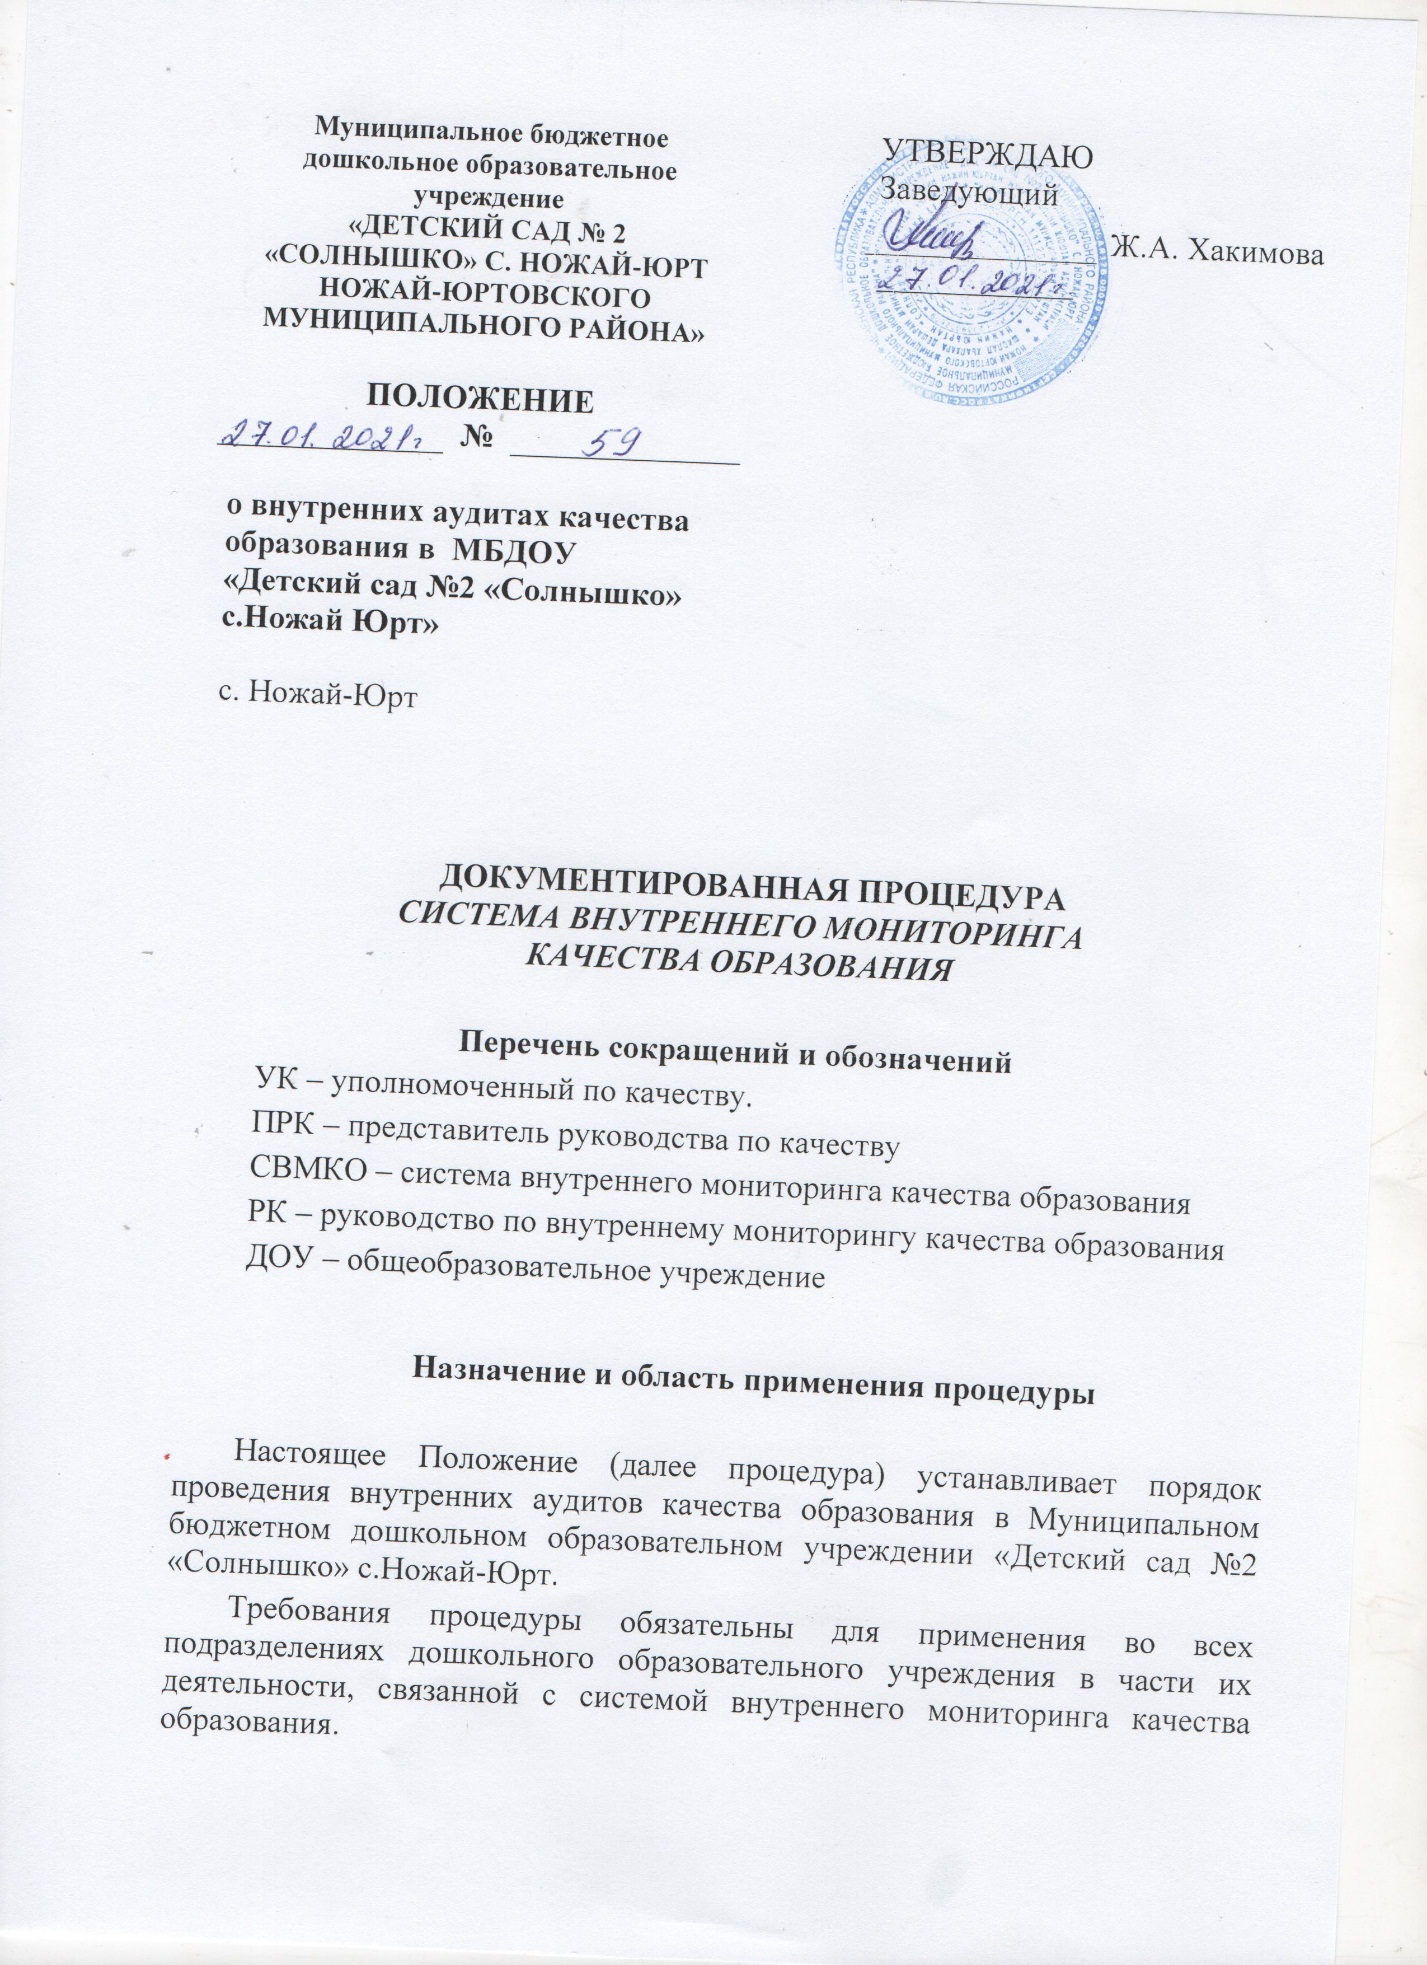 Муниципальное бюджетное
дошкольное образовательное
учреждение
«ДЕТСКИЙ САД № 2
«СОЛНЫШКО» С. НОЖАЙ-ЮРТ
НОЖАЙ-ЮРТОВСКОГО
МУНИЦИПАЛЬНОГО РАЙОНА»
УТВЕРЖДАЮ
Заведующий
Ж.А. Хакимова
27.01.2021г
ПОЛОЖЕНИЕ
27.01.2021г № 59
о внутренних аудитах качества
образования в МБДОУ
«Детский сад №2 «Солнышко»
с.Ножай Юрт»
с. Ножай-Юрт
ДОКУМЕНТИРОВАННАЯ ПРОЦЕДУРА
СИСТЕМА ВНУТРЕННЕГО МОНИТОРИНГА
КАЧЕСТВА ОБРАЗОВАНИЯ
Перечень сокращений и обозначений
УК – уполномоченный по качеству.
ПРК – представитель руководства по качеству
СВМКО – система внутреннего мониторинга качества образования
РК – руководство по внутреннему мониторингу качества образования
ДОУ – общеобразовательное учреждение
Назначение и область применения процедуры
Настоящее Положение (далее процедура) устанавливает порядок
проведения внутренних аудитов качества образования в Муниципальном
бюджетном дошкольном образовательном учреждении «Детский сад №2
«Солнышко» с.Ножай-Юрт.
Требования процедуры обязательны для применения во всех
подразделениях дошкольного образовательного учреждения в части их
деятельности, связанной с системой внутреннего мониторинга качества
образования.